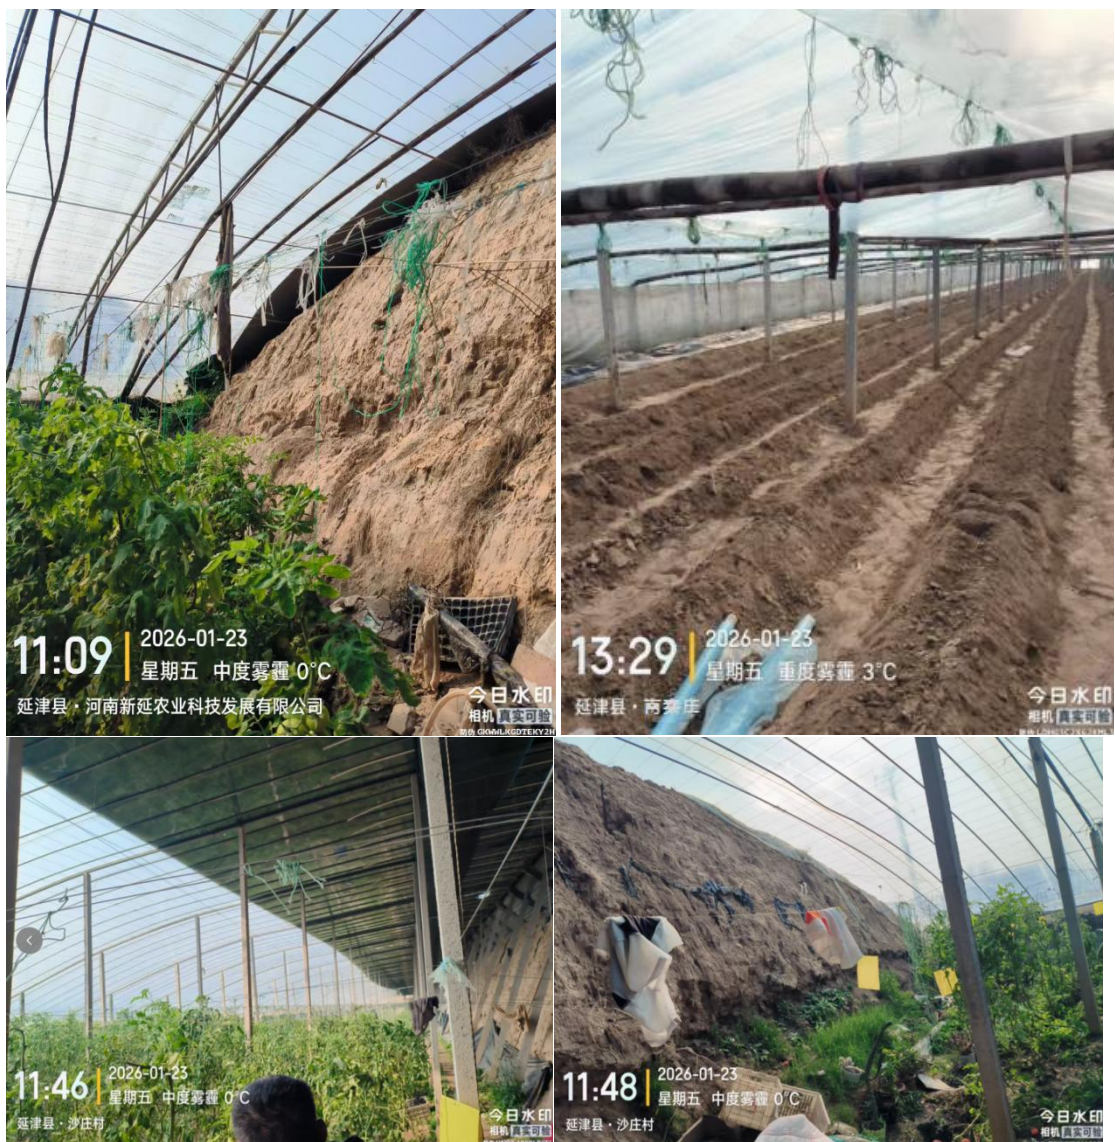 11:09
2026-01-23
星期五 中度雾霾 0°C
延津县·河南新延农业科技发展有限公司
今日水印
相机 真实可验
防伪 GKWWLKGDTEKY2H
13:29
2026-01-23
星期五 重度雾霾 3°C
延津县·南秦庄
今日水印
相机 真实可验
11:46
2026-01-23
星期五 中度雾霾 0°C
延津县·沙庄村
今日水印
相机 真实可验
11:48
2026-01-23
星期五 中度雾霾 0°C
延津县·沙庄村
今日水印
相机 真实可验